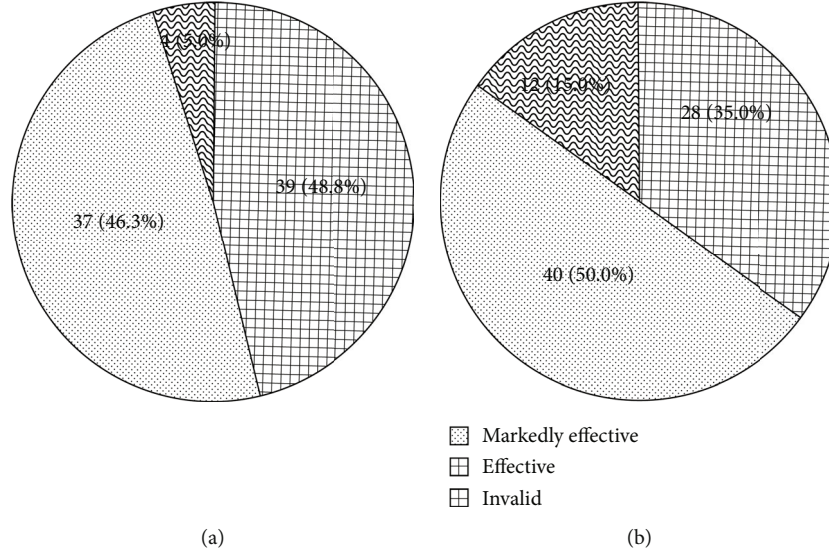 4 (5.0%)
39 (48.8%)
37 (46.3%)
12 (15.0%)
28 (35.0%)
40 (50.0%)
Markedly effective
Effective
Invalid
(a)
(b)